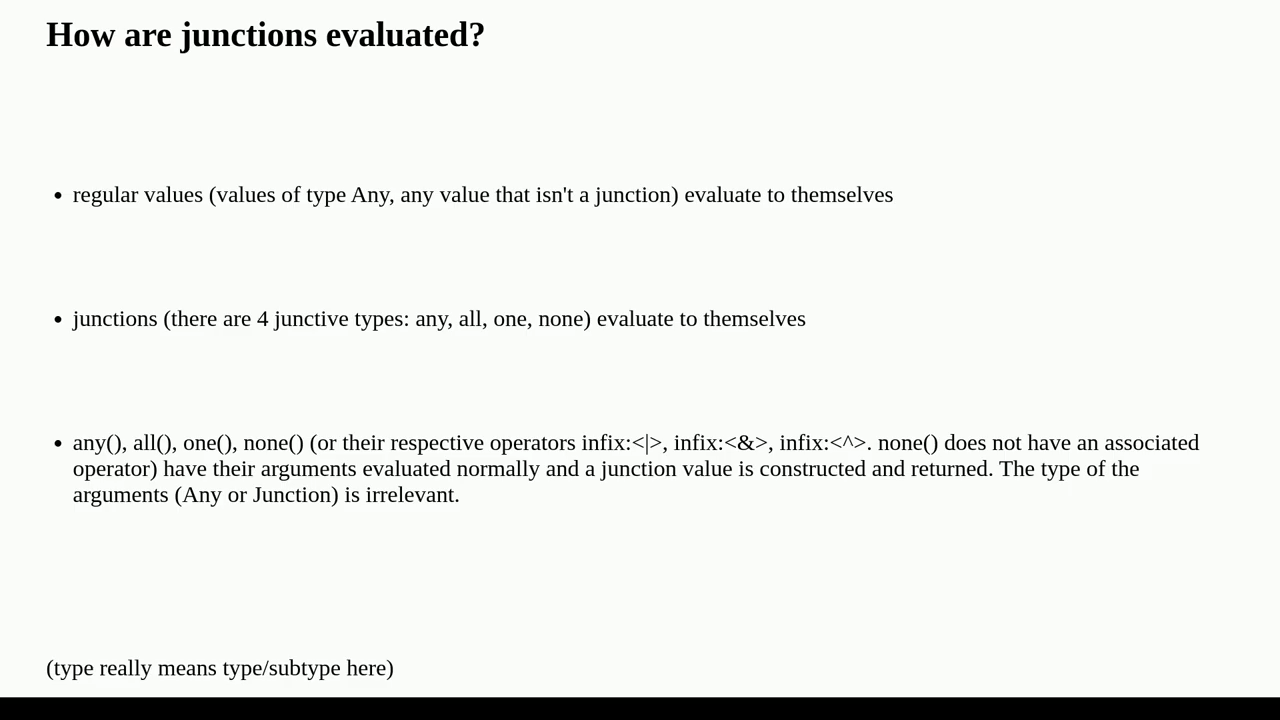 How are junctions evaluated?
• regular values (values of type Any, any value that isn't a junction) evaluate to themselves
• junctions (there are 4 junctive types: any, all, one, none) evaluate to themselves
• any(), all(), one(), none() (or their respective operators infix:<|>, infix:<&>, infix:<^>. none() does not have an associated
operator) have their arguments evaluated normally and a junction value is constructed and returned. The type of the
arguments (Any or Junction) is irrelevant.
(type really means type/subtype here)